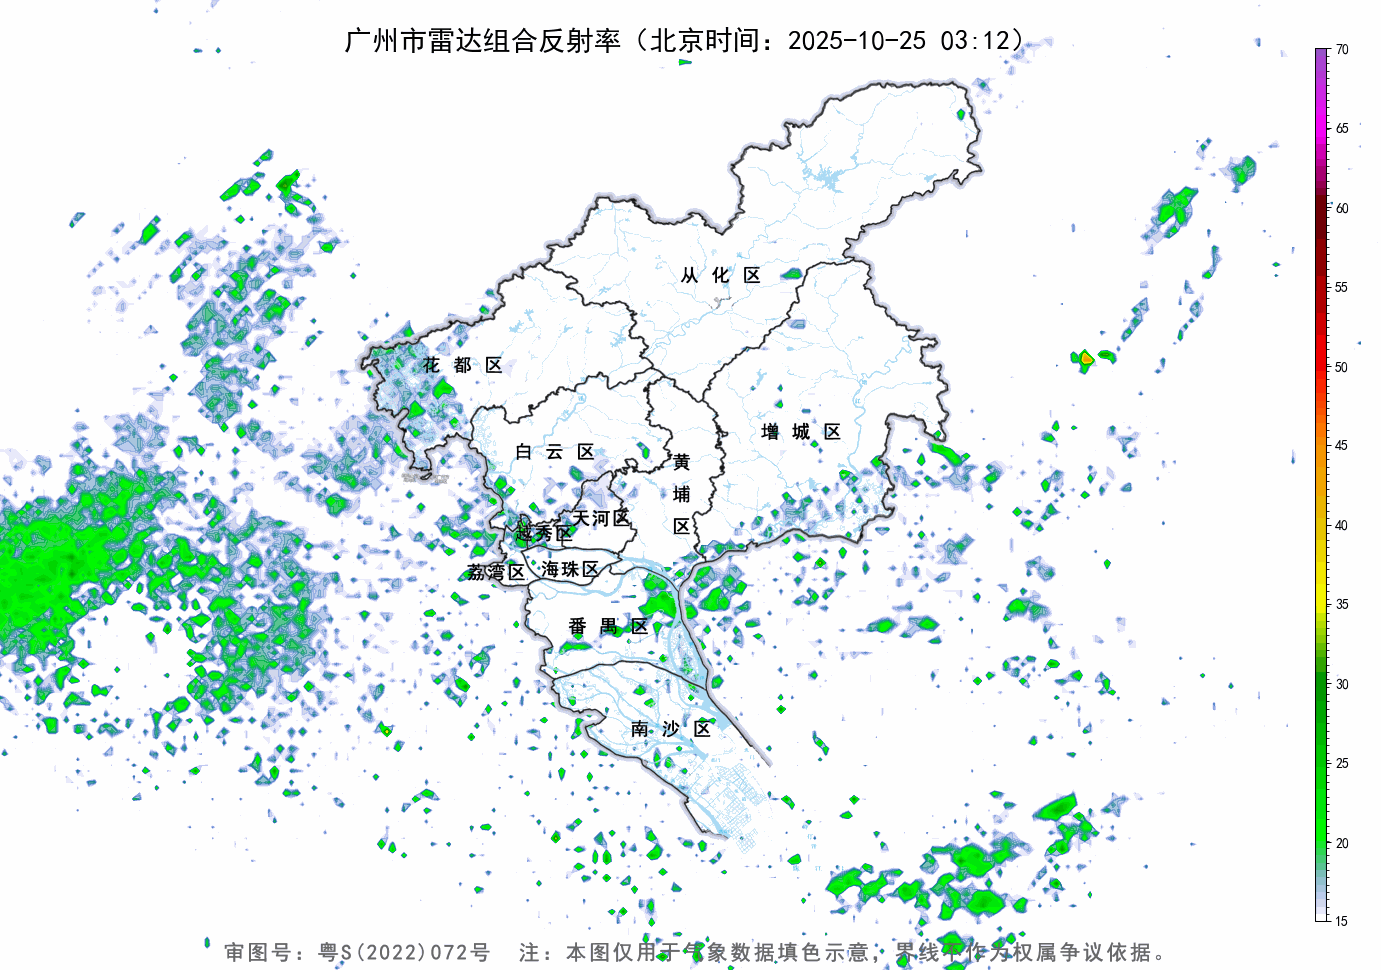 广州市雷达组合反射率（北京时间：2025-10-25 03:12）
70
65
60
55
50
45
40
35
30
25
20
15
从化区
花都区
增城区
白云区
黄埔区
天河区
越秀区
荔湾区
海珠区
番禺区
南沙区
审图号：粤S(2022)072号 注：本图仅用于气象数据填色示意，界线不作为权属争议依据。